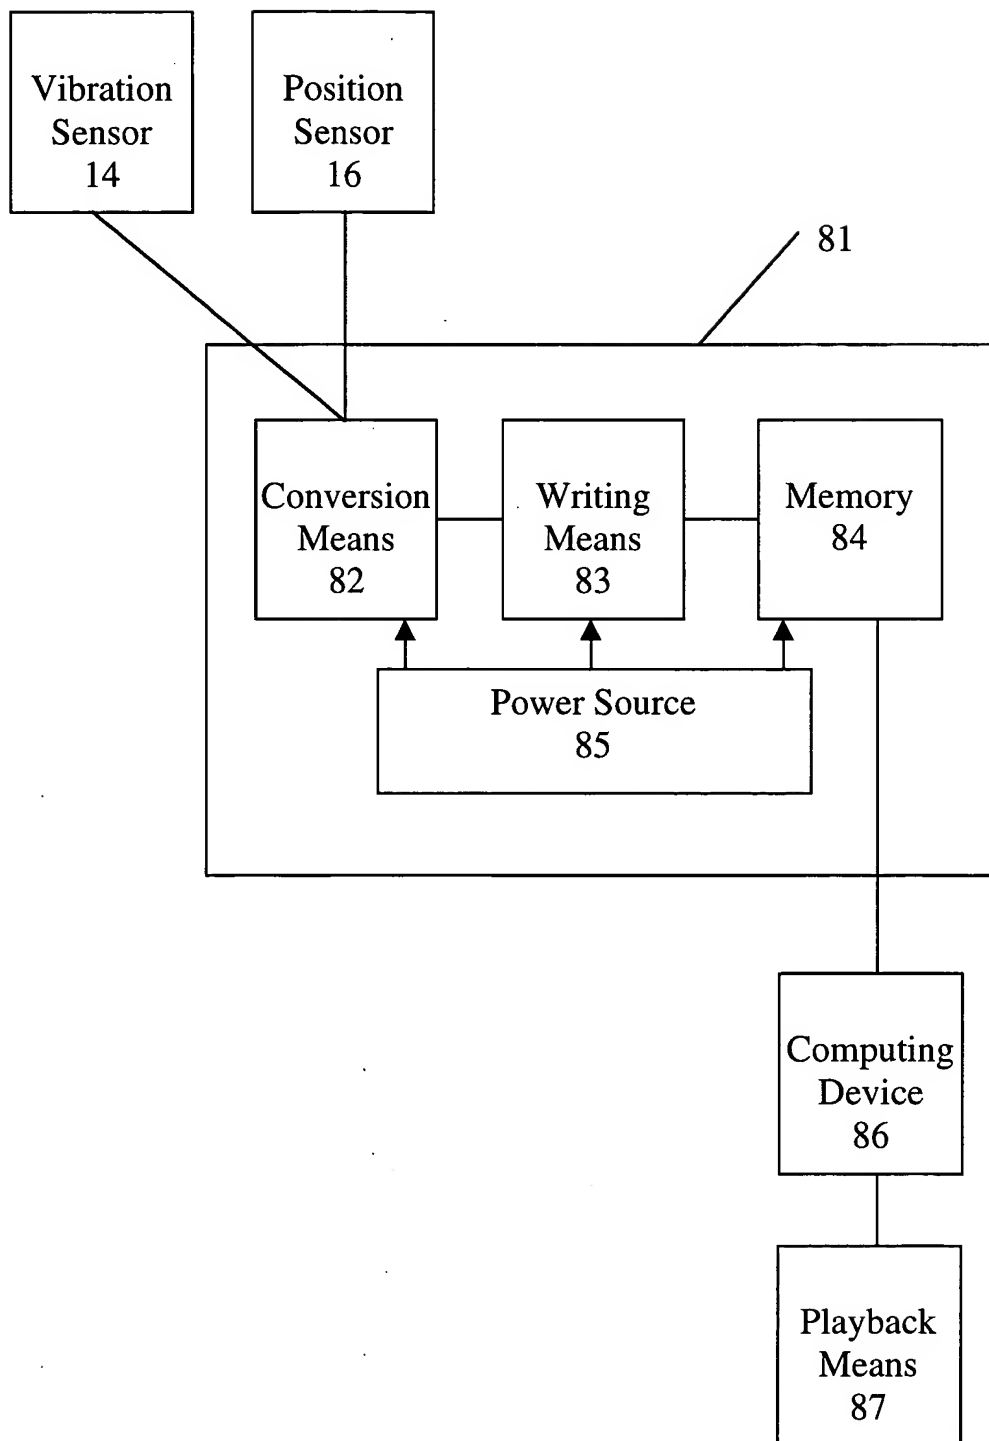 Vibration
Sensor
14
Position
Sensor
16
81
Conversion
Means
82
Writing
Means
83
Memory
84
Power Source
85
Computing
Device
86
Playback
Means
87